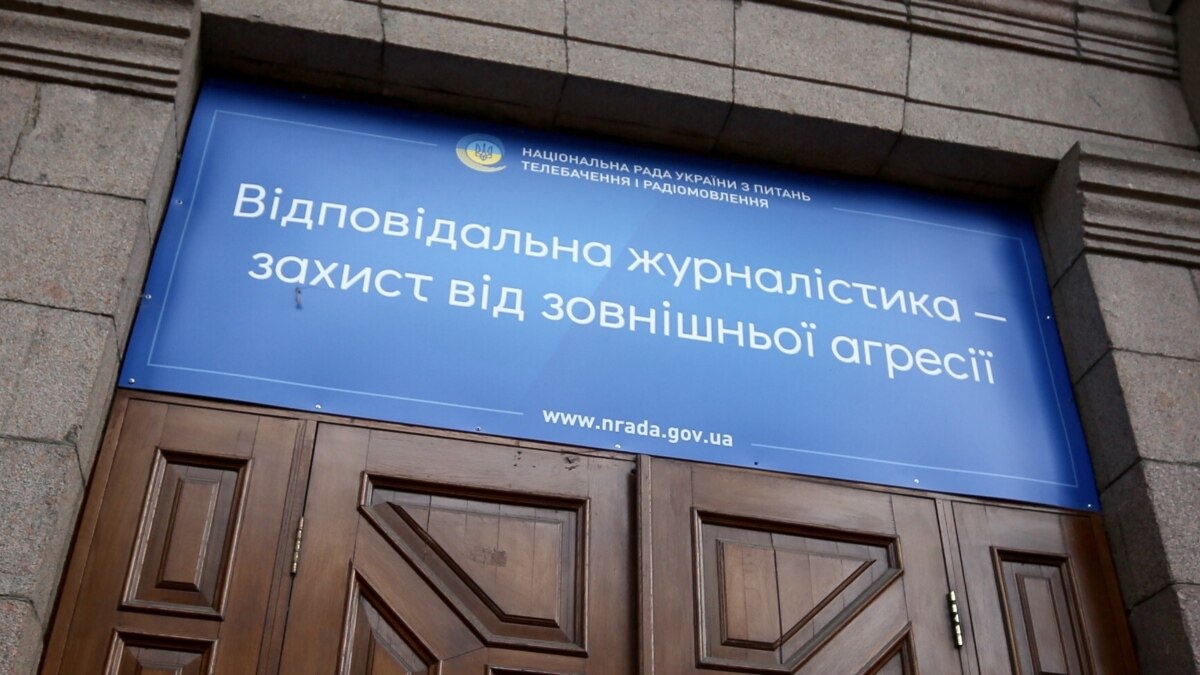 НАЦІОНАЛЬНА РАДА УКРАЇНИ З ПИТАНЬ
ТЕЛЕБАЧЕННЯ І РАДІОМОВЛЕННЯ
Відповідальна журналістика –
захист від зовнішньої агресії
www.nrada.gov.ua